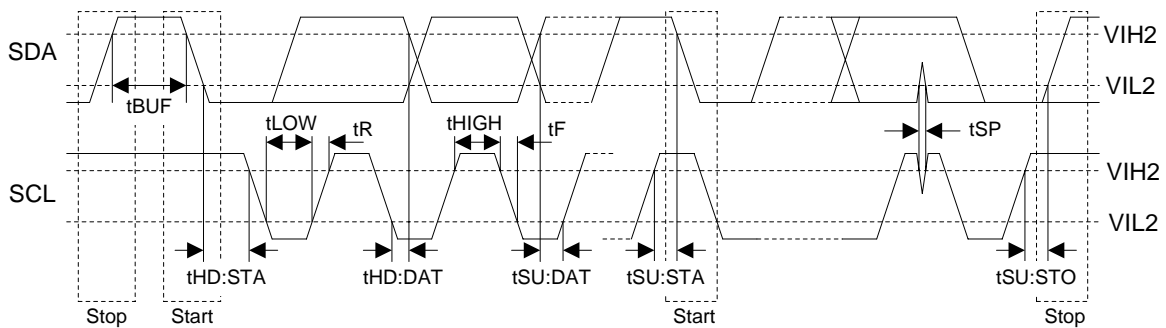 SDA
VIH2
VIL2
tBUF
tLOW
tR
tHIGH
tF
tSP
SCL
VIH2
VIL2
tHD:STA
tHD:DAT
tSU:DAT
tSU:STA
tSU:STO
Stop
Start
Start
Stop